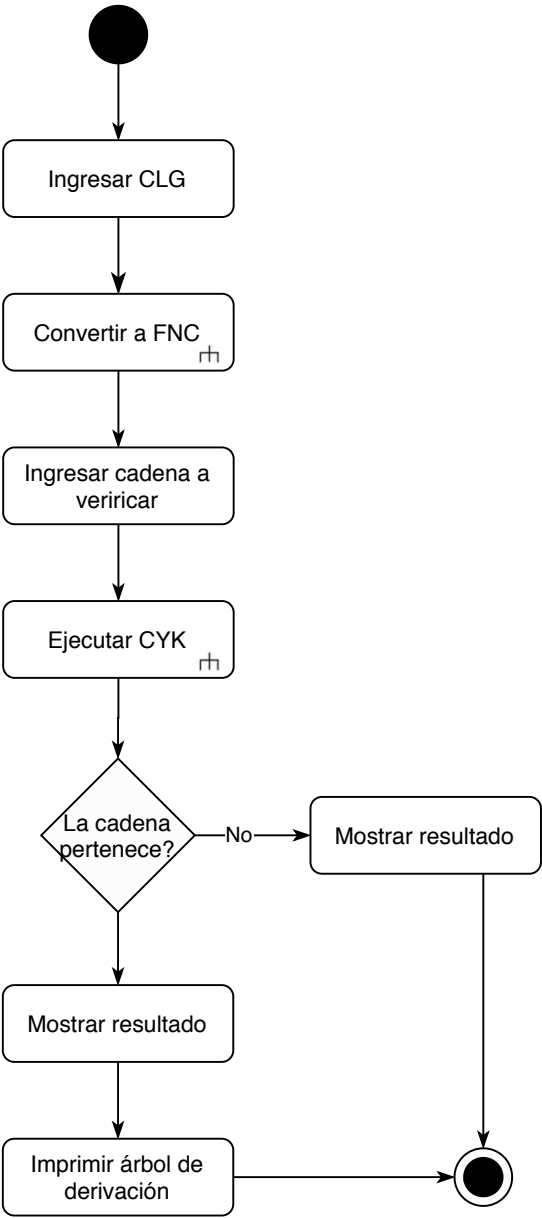 Ingresar CLG
Convertir a FNC
Ingresar cadena a
veriricar
Ejecutar CYK
La cadena
pertenece?
No
Mostrar resultado
Mostrar resultado
Imprimir árbol de
derivación